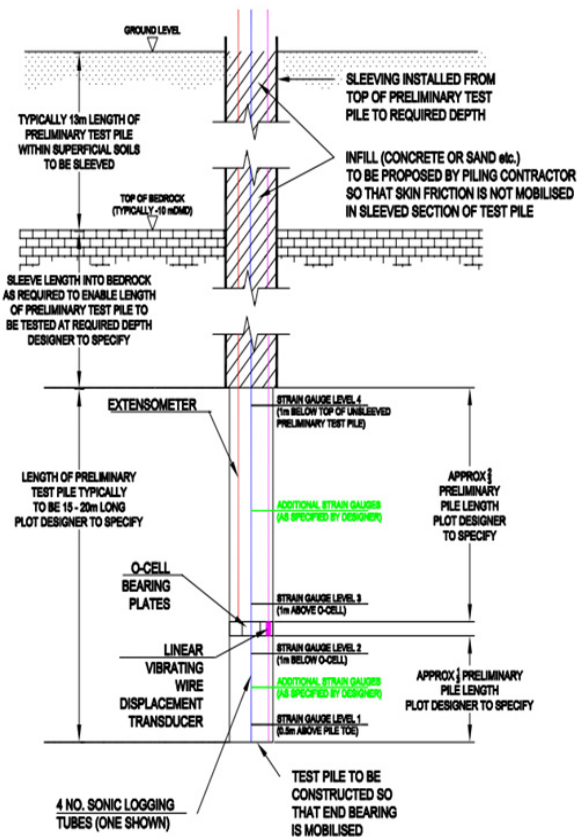 GROUND LEVEL
SLEEVING INSTALLED FROM
TOP OF PRELIMINARY TEST
PILE TO REQUIRED DEPTH
TYPICALLY 13m LENGTH OF
PRELIMINARY TEST PILE
WITHIN SUPERFICIAL SOILS
TO BE SLEEVED
INFILL (CONCRETE OR SAND etc.)
TO BE PROPOSED BY PILING CONTRACTOR
SO THAT SKIN FRICTION IS NOT MOBILISED
IN SLEEVED SECTION OF TEST PILE
TOP OF BEDROCK
(TYPICALLY -10 mDMD)
SLEEVE LENGTH INTO BEDROCK
AS REQUIRED TO ENABLE LENGTH
OF PRELIMINARY TEST PILE TO
BE TESTED AT REQUIRED DEPTH
DESIGNER TO SPECIFY
EXTENSOMETER
STRAIN GAUGE LEVEL 4
(1m BELOW TOP OF UNSLEEVED
PRELIMINARY TEST PILE)
LENGTH OF PRELIMINARY
TEST PILE TYPICALLY
TO BE 15 - 20m LONG
PLOT DESIGNER TO SPECIFY
APPROX 2/3
PRELIMINARY
PILE LENGTH
PLOT DESIGNER
TO SPECIFY
ADDITIONAL STRAIN GAUGES
(AS SPECIFIED BY DESIGNER)
O-CELL
BEARING
PLATES
STRAIN GAUGE LEVEL 3
(1m ABOVE O-CELL)
LINEAR
VIBRATING
WIRE
DISPLACEMENT
TRANSDUCER
STRAIN GAUGE LEVEL 2
(1m BELOW O-CELL)
ADDITIONAL STRAIN GAUGES
(AS SPECIFIED BY DESIGNER)
APPROX 1/3 PRELIMINARY
PILE LENGTH
PLOT DESIGNER TO SPECIFY
STRAIN GAUGE LEVEL 1
(0.5m ABOVE PILE TOE)
4 NO. SONIC LOGGING
TUBES (ONE SHOWN)
TEST PILE TO BE
CONSTRUCTED SO
THAT END BEARING
IS MOBILISED